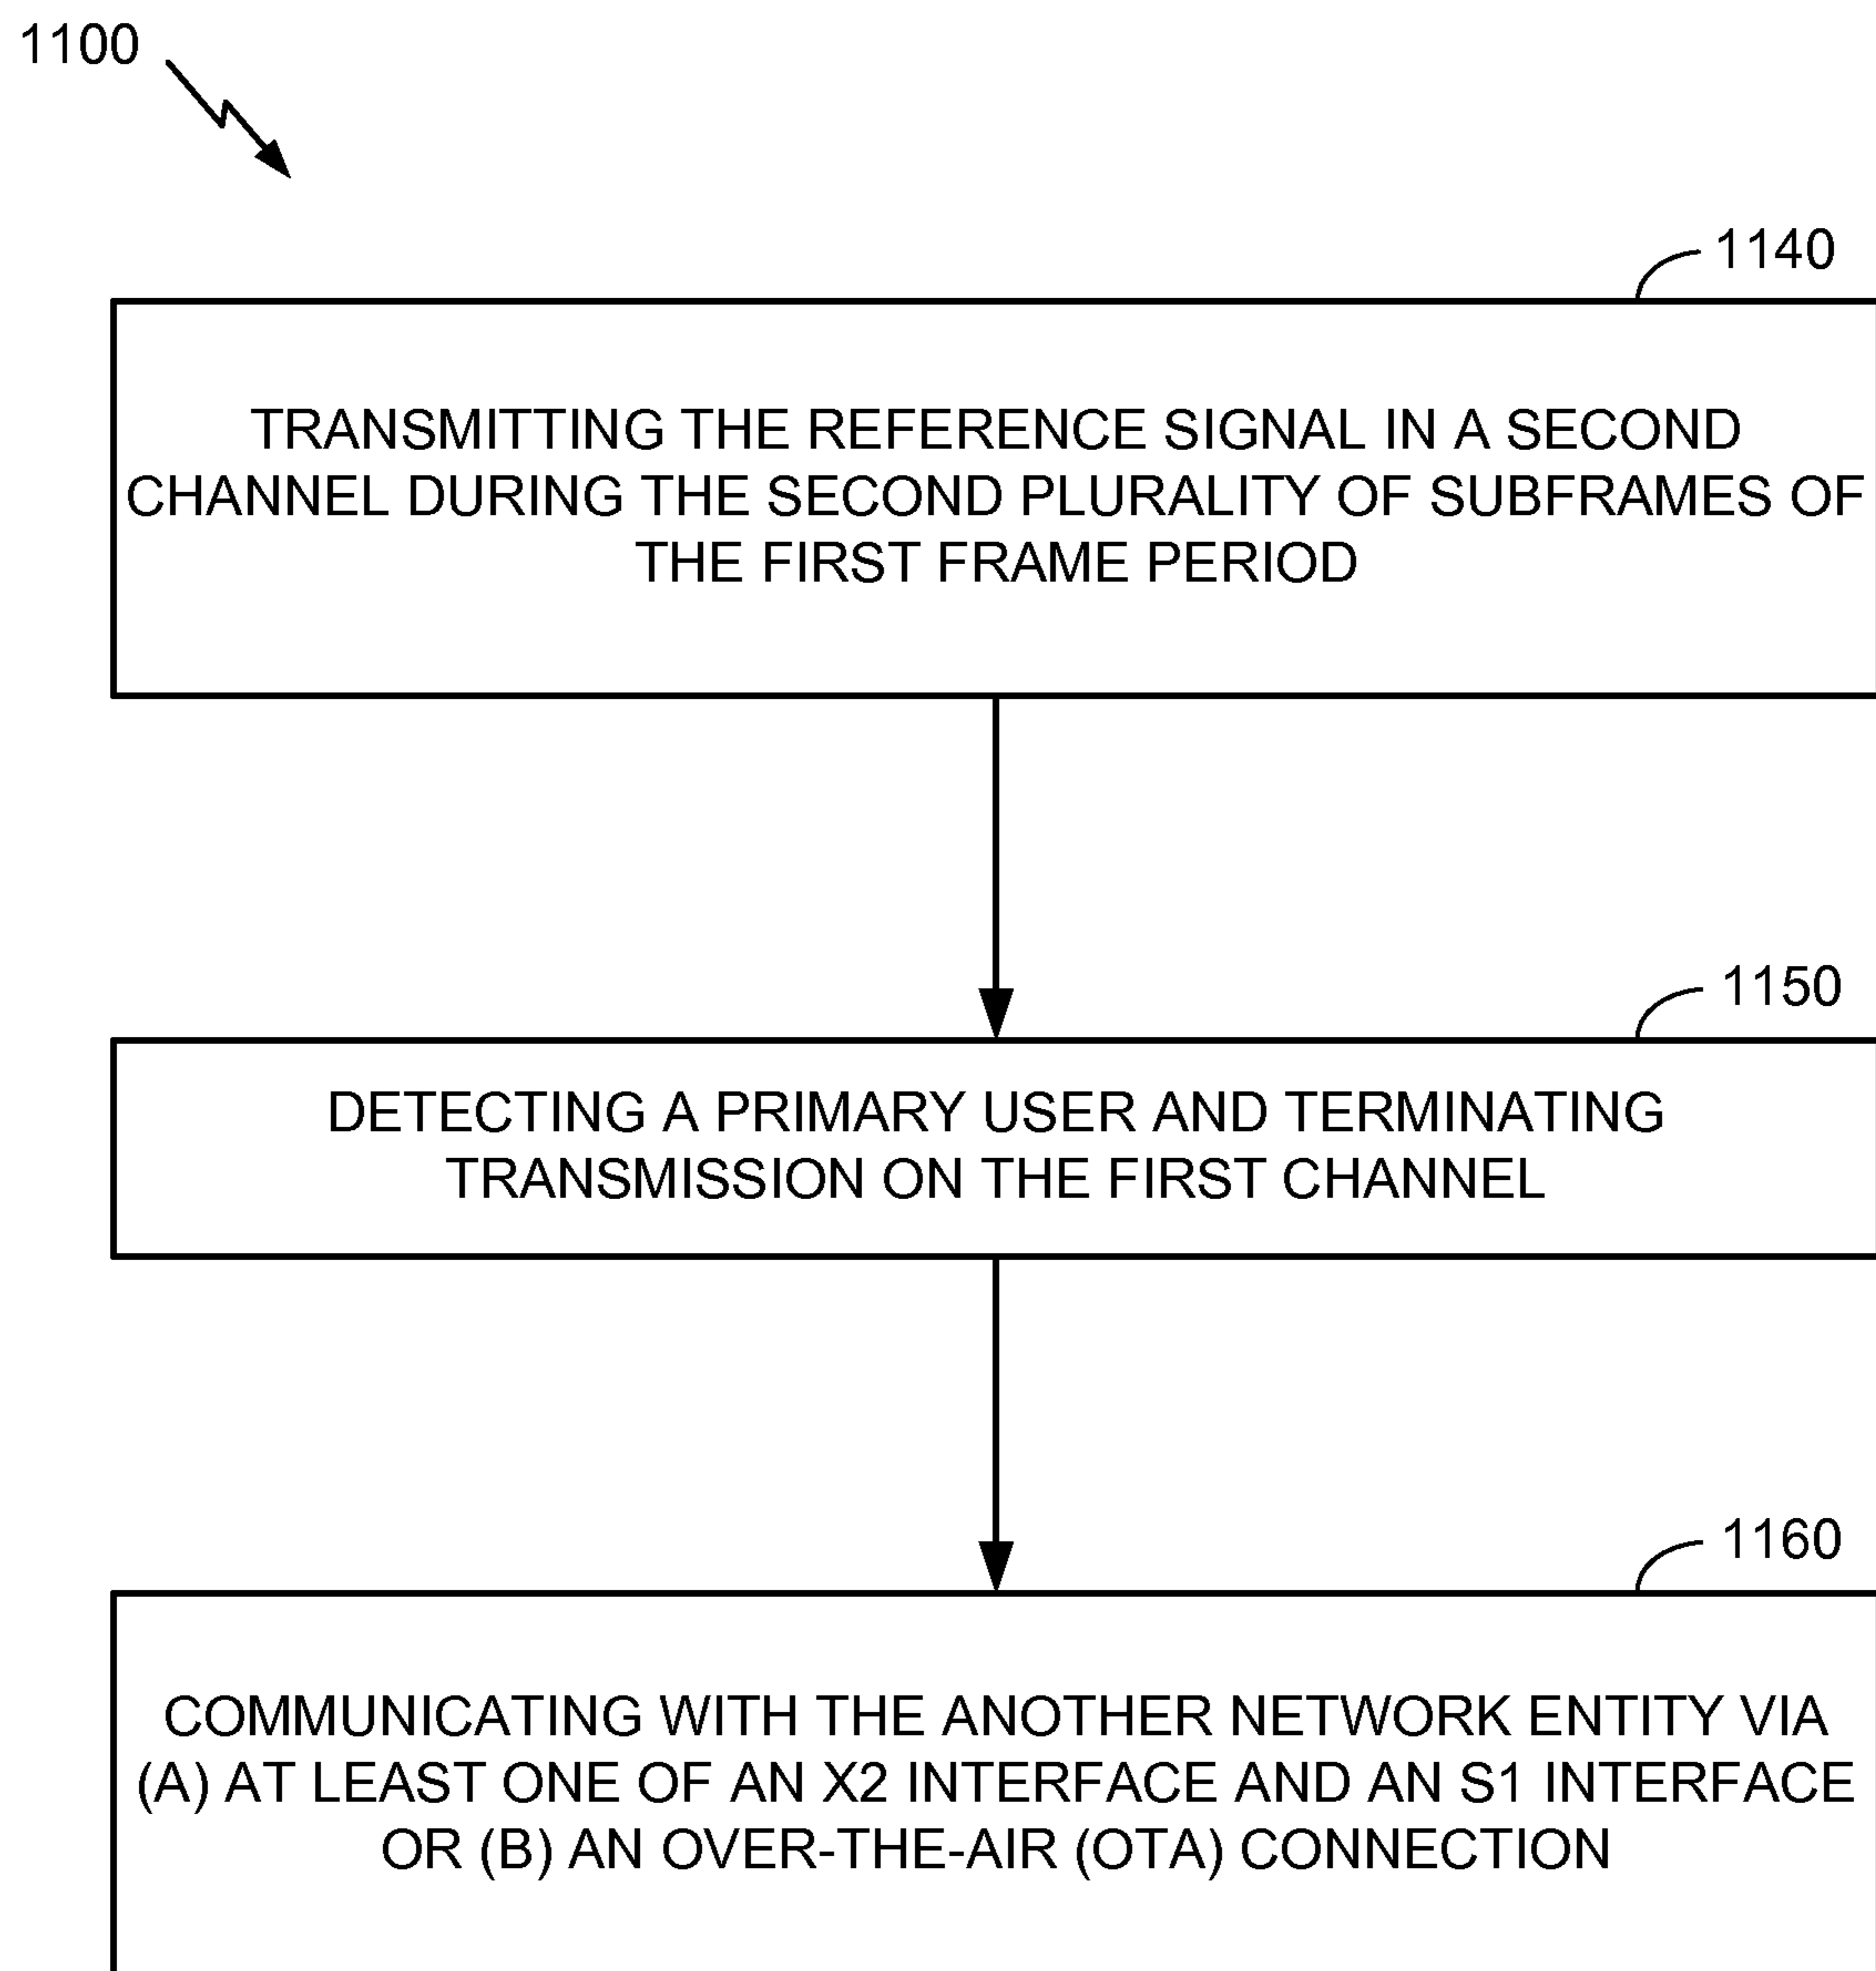 1100
1140
TRANSMITTING THE REFERENCE SIGNAL IN A SECOND
CHANNEL DURING THE SECOND PLURALITY OF SUBFRAMES OF
THE FIRST FRAME PERIOD
1150
DETECTING A PRIMARY USER AND TERMINATING
TRANSMISSION ON THE FIRST CHANNEL
1160
COMMUNICATING WITH THE ANOTHER NETWORK ENTITY VIA
(A) AT LEAST ONE OF AN X2 INTERFACE AND AN S1 INTERFACE
OR (B) AN OVER-THE-AIR (OTA) CONNECTION